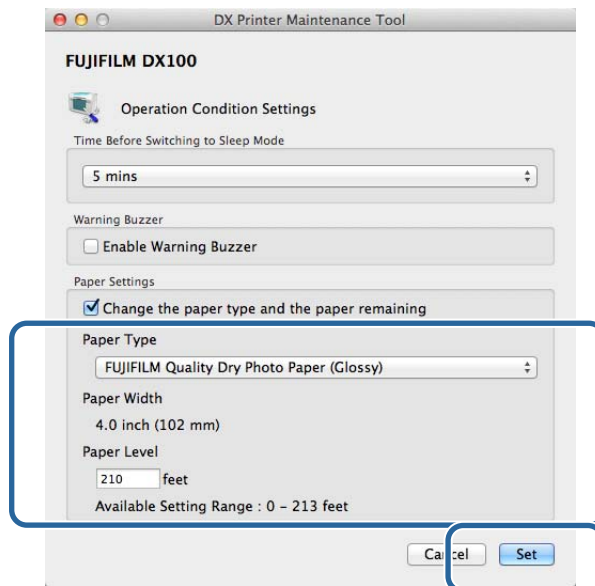 DX Printer Maintenance Tool
FUJIFILM DX100
Operation Condition Settings
Time Before Switching to Sleep Mode
5 mins
Warning Buzzer
Enable Warning Buzzer
Paper Settings
Change the paper type and the paper remaining
Paper Type
FUJIFILM Quality Dry Photo Paper (Glossy)
Paper Width
4.0 inch (102 mm)
Paper Level
210 feet
Available Setting Range : 0 – 213 feet
Cancel Set